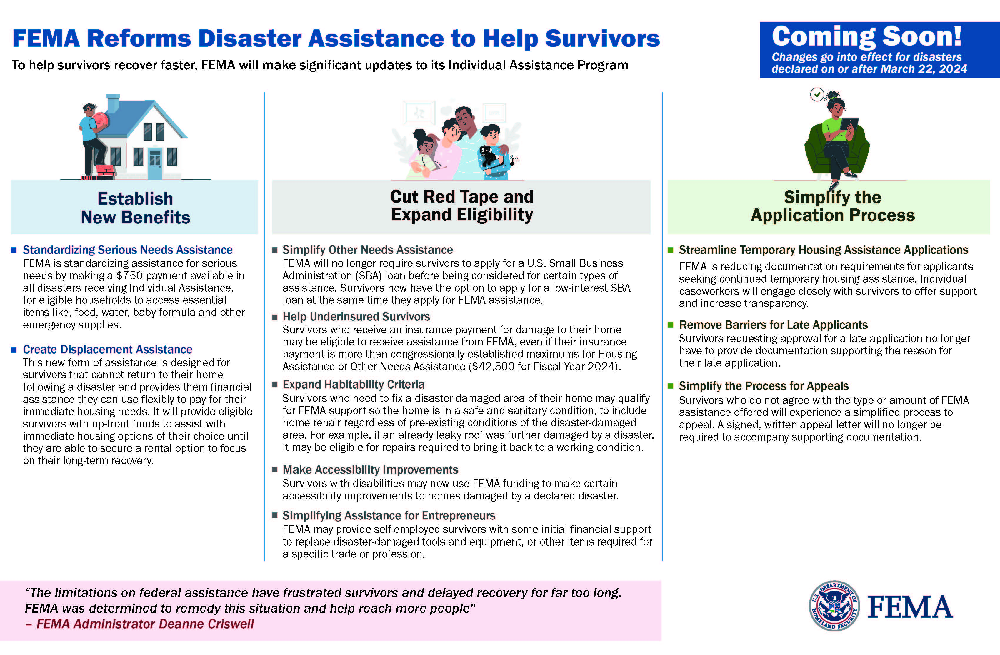 FEMA Reforms Disaster Assistance to Help Survivors
To help survivors recover faster, FEMA will make significant updates to its Individual Assistance Program
Coming Soon!
Changes go into effect for disasters
declared on or after March 22, 2024
Establish
New Benefits
■ Standardizing Serious Needs Assistance
FEMA is standardizing assistance for serious
needs by making a $750 payment available in
all disasters receiving Individual Assistance,
for eligible households to access essential
items like, food, water, baby formula and other
emergency supplies.
■ Create Displacement Assistance
This new form of assistance is designed for
survivors that cannot return to their home
following a disaster and provides them financial
assistance they can use flexibly to pay for their
immediate housing needs. It will provide eligible
survivors with up-front funds to assist with
immediate housing options of their choice until
they are able to secure a rental option to focus
on their long-term recovery.
Cut Red Tape and
Expand Eligibility
■ Simplify Other Needs Assistance
FEMA will no longer require survivors to apply for a U.S. Small Business
Administration (SBA) loan before being considered for certain types of
assistance. Survivors now have the option to apply for a low-interest SBA
loan at the same time they apply for FEMA assistance.
■ Help Underinsured Survivors
Survivors who receive an insurance payment for damage to their home
may be eligible to receive assistance from FEMA, even if their insurance
payment is more than congressionally established maximums for Housing
Assistance or Other Needs Assistance ($42,500 for Fiscal Year 2024).
■ Expand Habitability Criteria
Survivors who need to fix a disaster-damaged area of their home may qualify
for FEMA support so the home is in a safe and sanitary condition, to include
home repair regardless of pre-existing conditions of the disaster-damaged
area. For example, if an already leaky roof was further damaged by a disaster,
it may be eligible for repairs required to bring it back to a working condition.
■ Make Accessibility Improvements
Survivors with disabilities may now use FEMA funding to make certain
accessibility improvements to homes damaged by a declared disaster.
■ Simplifying Assistance for Entrepreneurs
FEMA may provide self-employed survivors with some initial financial support
to replace disaster-damaged tools and equipment, or other items required for
a specific trade or profession.
Simplify the
Application Process
■ Streamline Temporary Housing Assistance Applications
FEMA is reducing documentation requirements for applicants
seeking continued temporary housing assistance. Individual
caseworkers will engage closely with survivors to offer support
and increase transparency.
■ Remove Barriers for Late Applicants
Survivors requesting approval for a late application no longer
have to provide documentation supporting the reason for
their late application.
■ Simplify the Process for Appeals
Survivors who do not agree with the type or amount of FEMA
assistance offered will experience a simplified process to
appeal. A signed, written appeal letter will no longer be
required to accompany supporting documentation.
“The limitations on federal assistance have frustrated survivors and delayed recovery for far too long.
FEMA was determined to remedy this situation and help reach more people"
– FEMA Administrator Deanne Criswell
U.S. DEPARTMENT OF HOMELAND SECURITY
FEMA